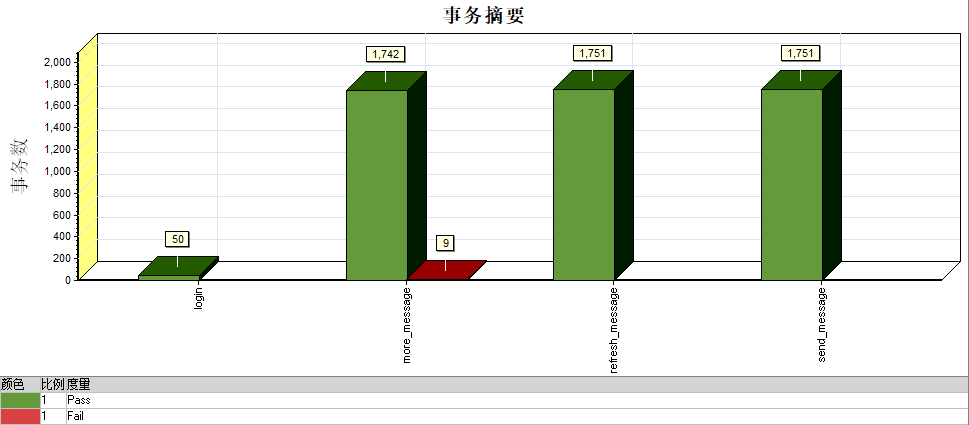 事务摘要
事务数
2,000
1,800
1,600
1,400
1,200
1,000
800
600
400
200
0
50
1,742
9
1,751
1,751
login
more_message
refresh_message
send_message
颜色 比例 度量
1 Pass
1 Fail